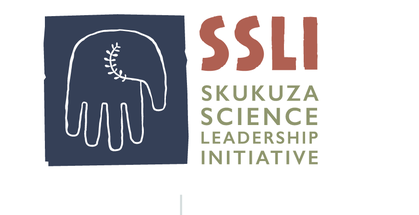 SSLI
SKUKUZA
SCIENCE
LEADERSHIP
INITIATIVE